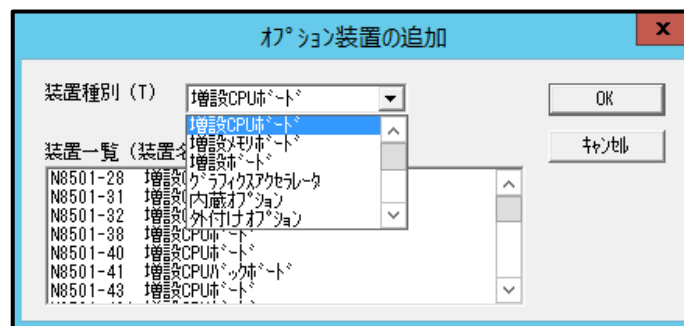 オプション装置の追加
x
装置種別 (T)
増設CPUボード
OK
増設CPUボード
増設メモリボード
キャンセル
装置一覧 (装置名
増設ボード
グラフィクスアクセラレータ
内蔵オプション
外付けオプション
N8501-28 増設
N8501-31 増設
N8501-32 増設
N8501-38 増設CPUボード
N8501-40 増設CPUボード
N8501-41 増設CPUバックボード
N8501-43 増設CPUボード